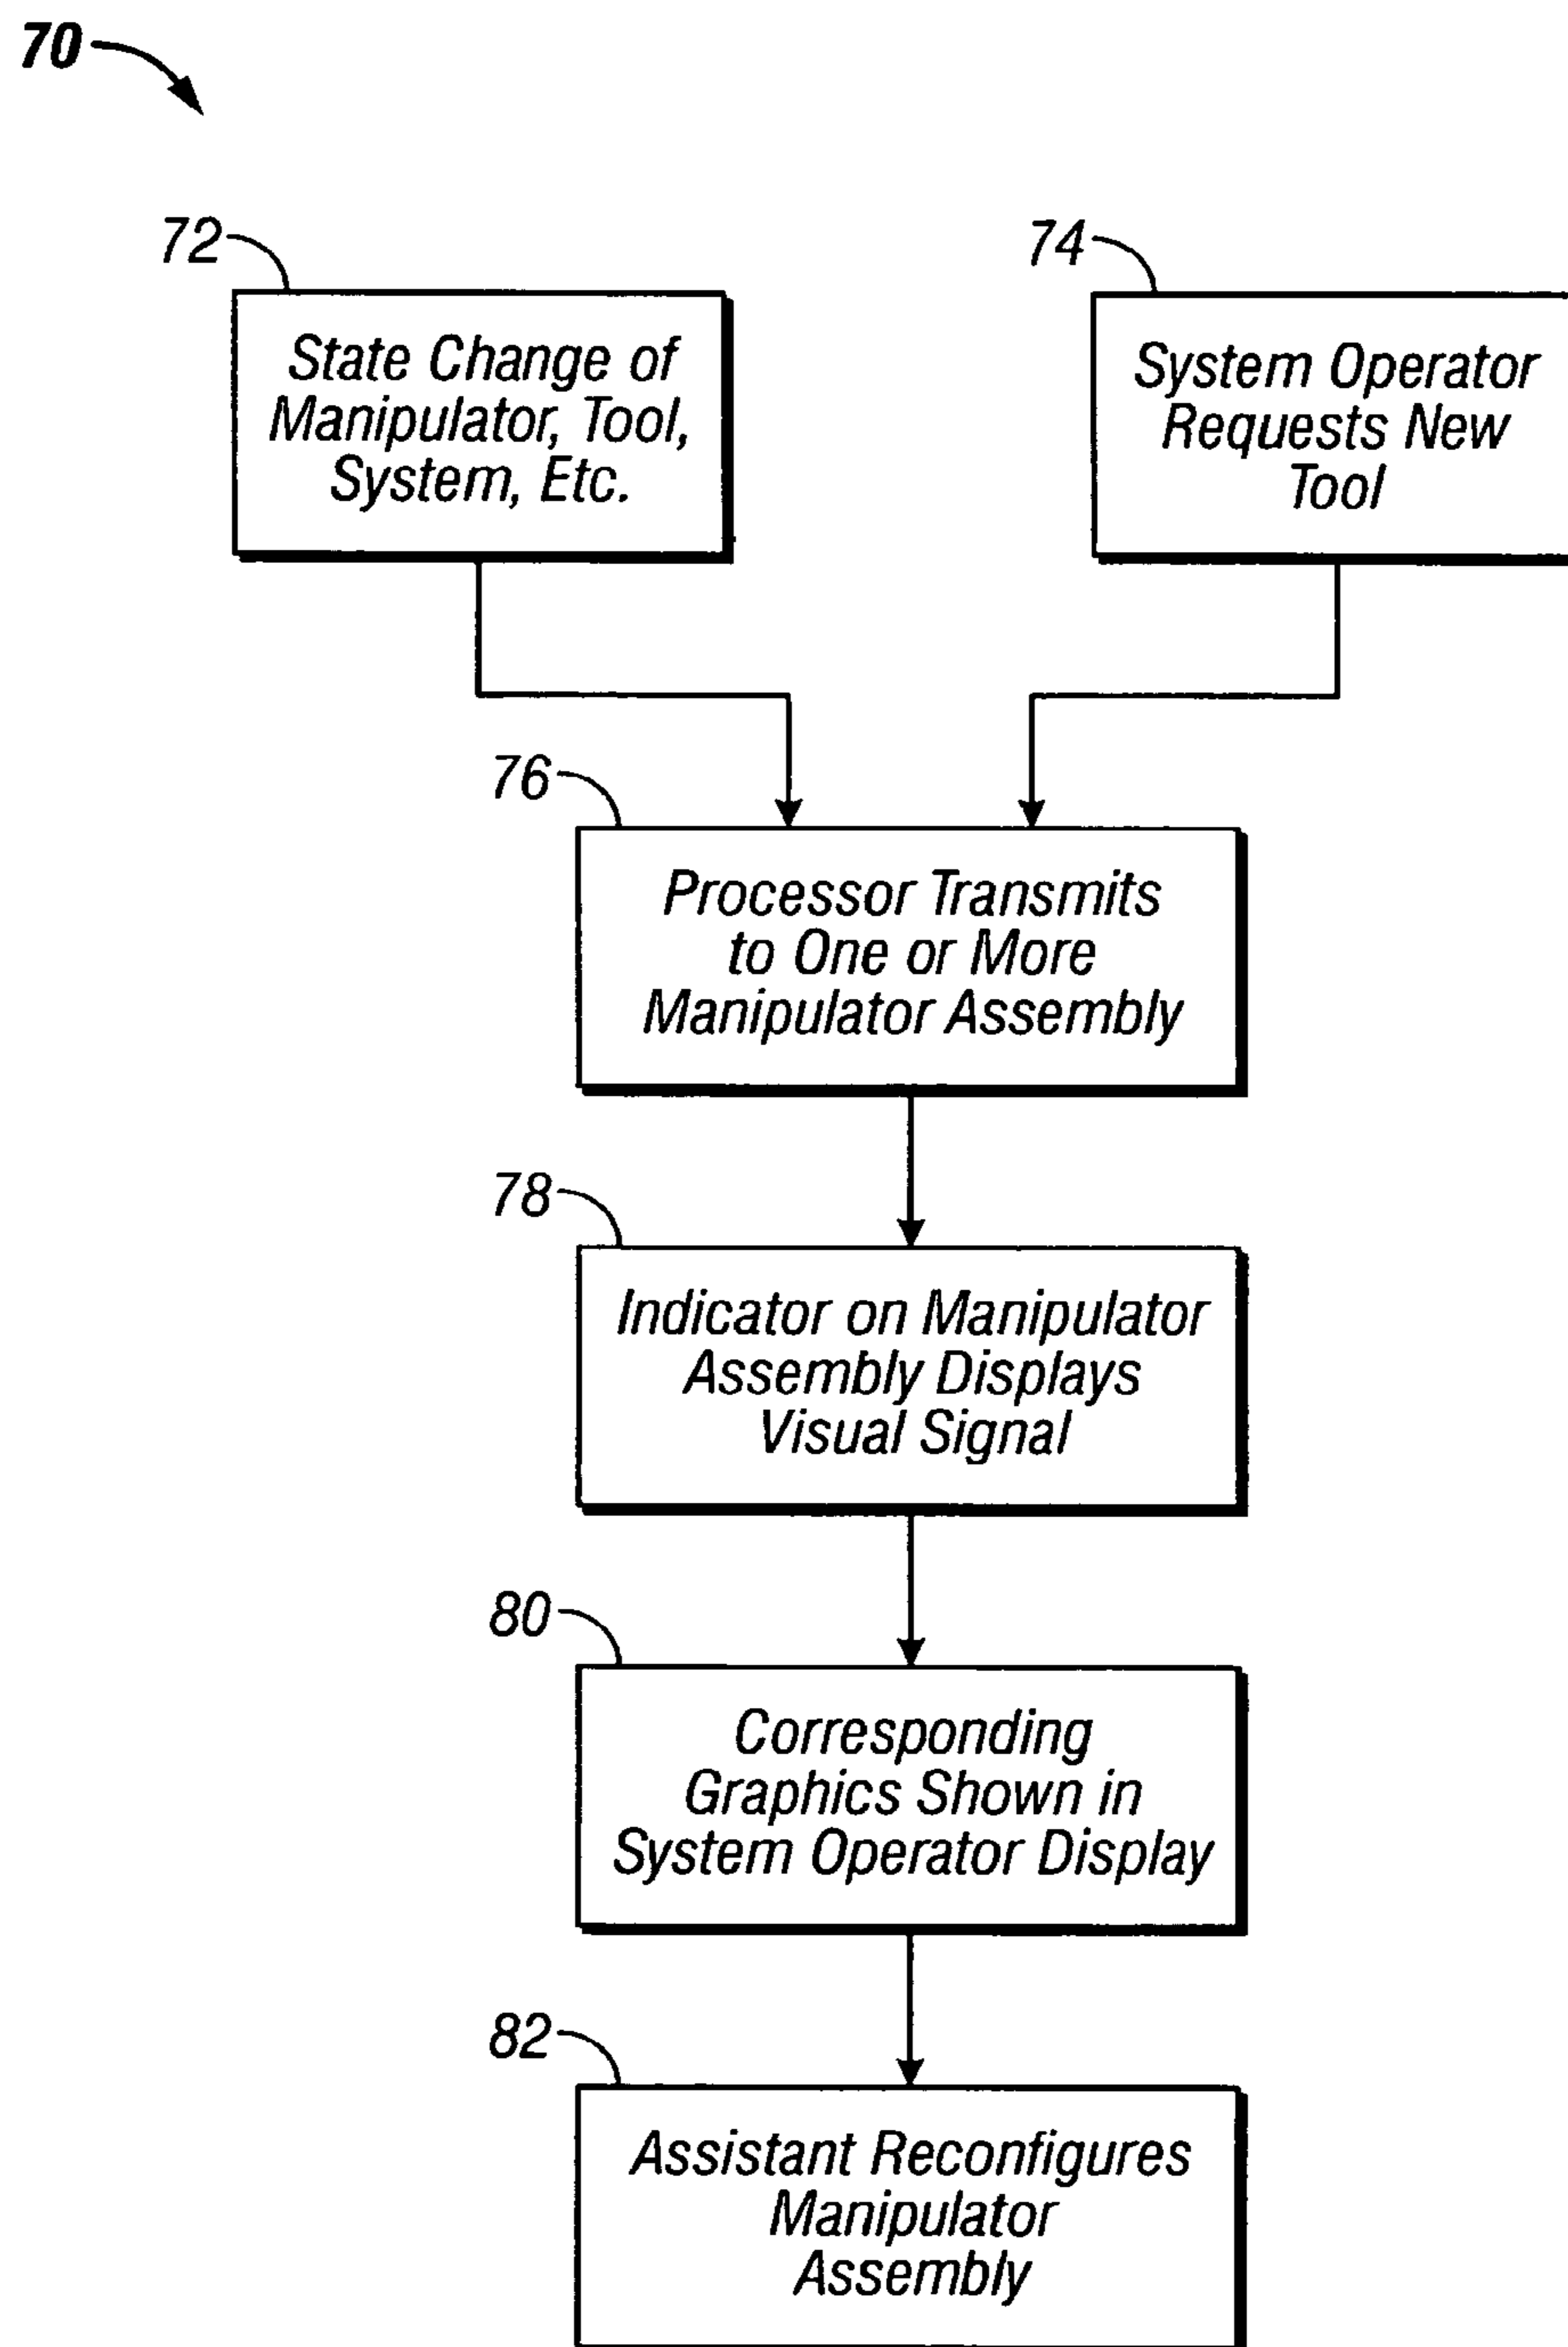 70
72
State Change of
Manipulator, Tool,
System, Etc.
74
System Operator
Requests New
Tool
76
Processor Transmits
to One or More
Manipulator Assembly
78
Indicator on Manipulator
Assembly Displays
Visual Signal
80
Corresponding
Graphics Shown in
System Operator Display
82
Assistant Reconfigures
Manipulator
Assembly